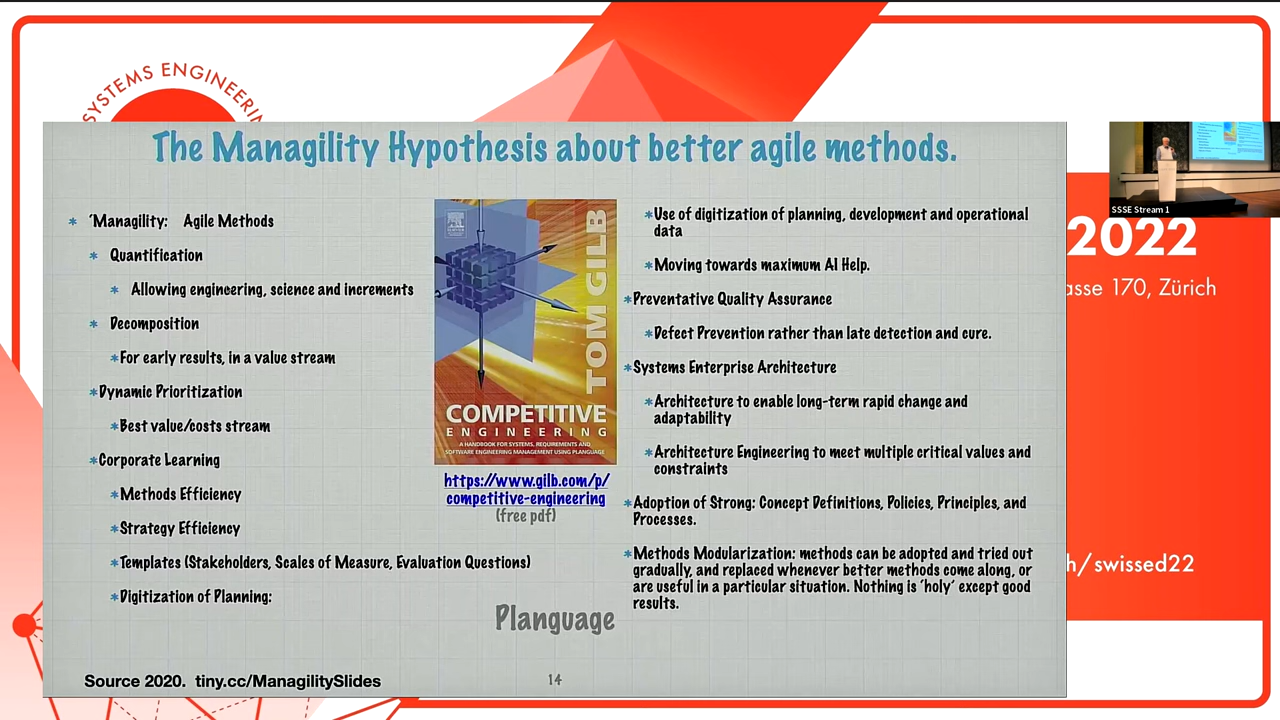 SYSTEMS ENGINEERIN
The Managility Hypothesis about better agile methods.
* ‘Managility: Agile Methods
* Quantification
* Allowing engineering, science and increments
* Decomposition
*For early results, in a value stream
*Dynamic Prioritization
*Best value/costs stream
*Corporate Learning
*Methods Efficiency
*Strategy Efficiency
*Templates (Stakeholders, Scales of Measure, Evaluation Questions)
*Digitization of Planning:
TOM GILB
COMPETITIVE
ENGINEERING
A HANDBOOK FOR SYSTEMS, REQUIREMENTS AND
SOFTWARE ENGINEERING MANAGEMENT USING PLANGUAGE
https://www.gilb.com/p/
competitive-engineering
(free pdf)
Planguage
*Use of digitization of planning, development and operational
data
*Moving towards maximum AI Help.
*Preventative Quality Assurance
*Defect Prevention rather than late detection and cure.
*Systems Enterprise Architecture
*Architecture to enable long-term rapid change and
adaptability
*Architecture Engineering to meet multiple critical values and
constraints
*Adoption of Strong: Concept Definitions, Policies, Principles, and
Processes.
*Methods Modularization: methods can be adopted and tried out
gradually, and replaced whenever better methods come along, or
are useful in a particular situation. Nothing is ‘holy’ except good
results.
Source 2020. tiny.cc/ManagilitySlides
14
SSSE Stream 1
2022
asse 170, Zürich
h/swissed22